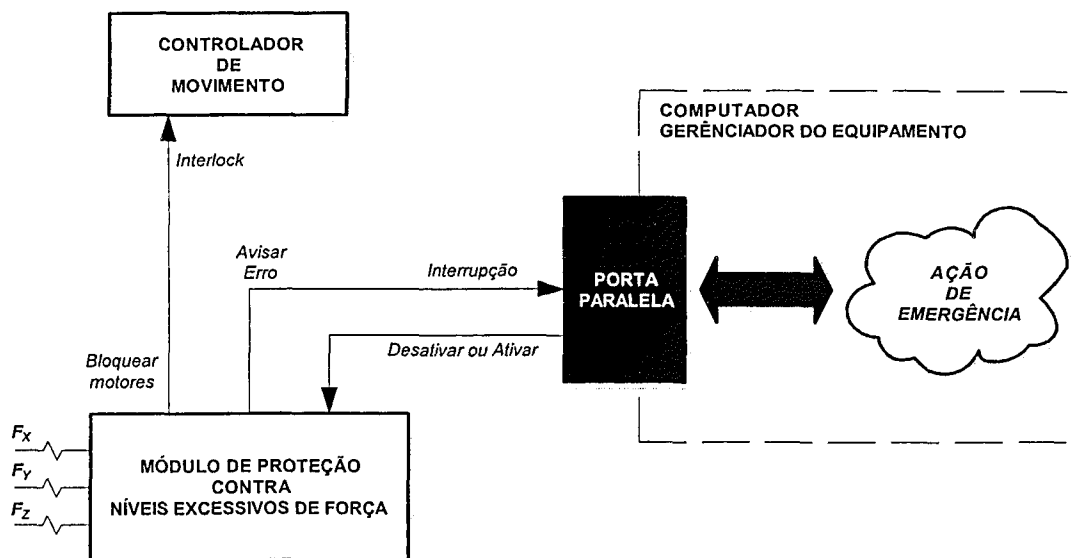 CONTROLADOR
DE
MOVIMENTO
COMPUTADOR
GERÊNCIADOR DO EQUIPAMENTO
Interlock
Avisar
Erro
Interrupção
PORTA
PARALELA
AÇÃO
DE
EMERGÊNCIA
Desativar ou Ativar
Bloquear
motores
FX
FY
FZ
MÓDULO DE PROTEÇÃO
CONTRA
NÍVEIS EXCESSIVOS DE FORÇA